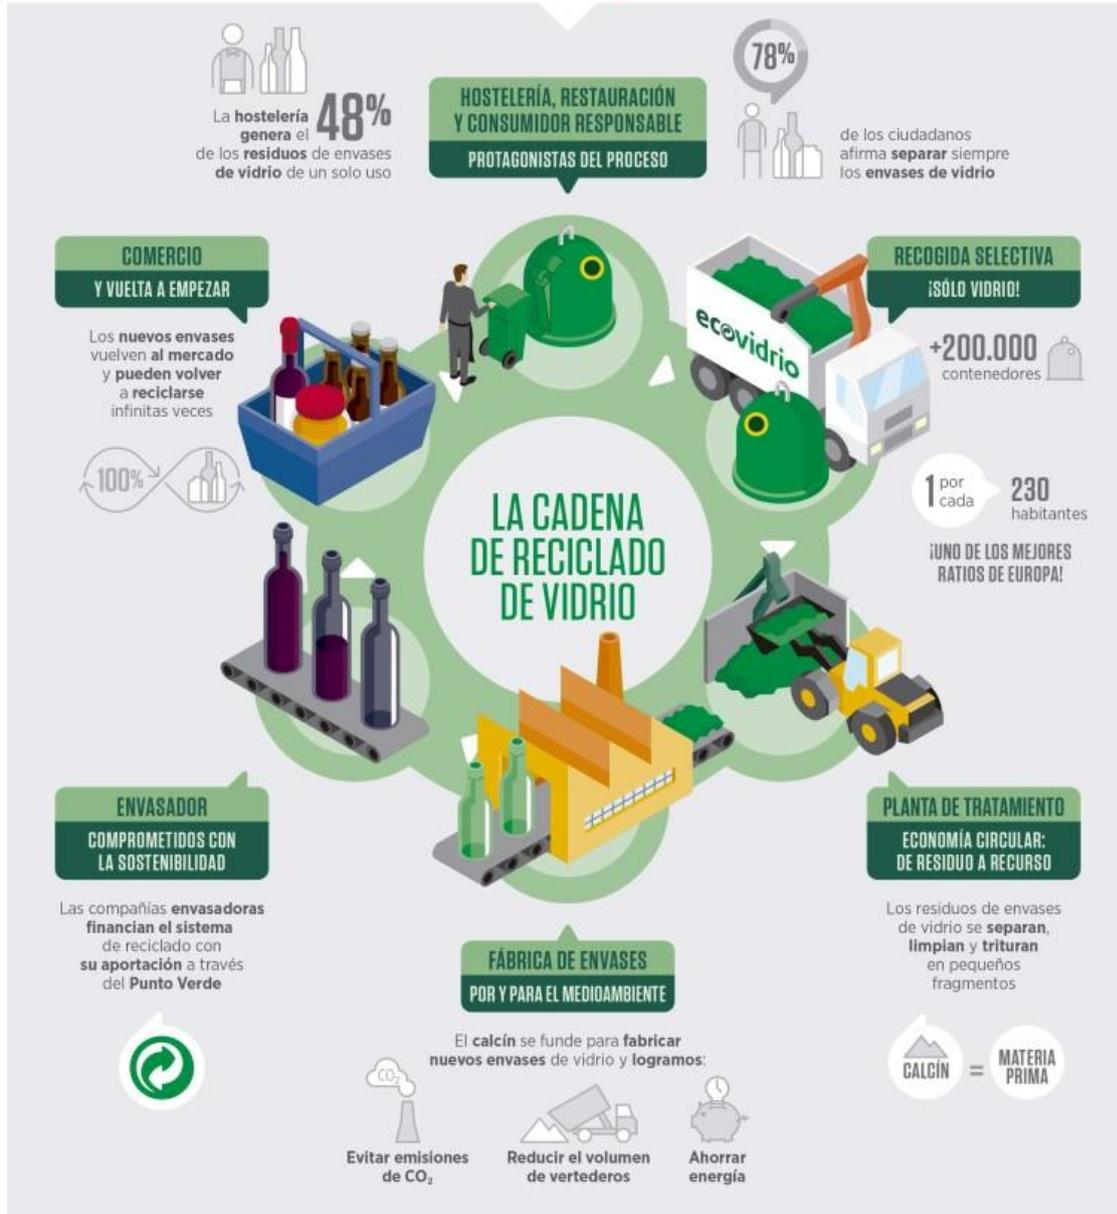 La hostelería
genera el 48%
de los residuos de envases
de vidrio de un solo uso
HOSTELERÍA, RESTAURACIÓN
Y CONSUMIDOR RESPONSABLE
PROTAGONISTAS DEL PROCESO
78%
de los ciudadanos
afirma separar siempre
los envases de vidrio
COMERCIO
Y VUELTA A EMPEZAR
Los nuevos envases
vuelven al mercado
y pueden volver
a reciclarse
infinitas veces
100%
ecovidrio
RECOGIDA SELECTIVA
¡SÓLO VIDRIO!
+200.000
contenedores
1 por
cada
230
habitantes
¡UNO DE LOS MEJORES
RATIOS DE EUROPA!
LA CADENA
DE RECICLADO
DE VIDRIO
ENVASADOR
COMPROMETIDOS CON
LA SOSTENIBILIDAD
Las compañías envasadoras
financian el sistema
de reciclado con
su aportación a través
del Punto Verde
FÁBRICA DE ENVASES
POR Y PARA EL MEDIOAMBIENTE
El calcín se funde para fabricar
nuevos envases de vidrio y logramos:
CO₂
Evitar emisiones
de CO₂
Reducir el volumen
de vertederos
Ahorrar
energía
PLANTA DE TRATAMIENTO
ECONOMÍA CIRCULAR:
DE RESIDUO A RECURSO
Los residuos de envases
de vidrio se separan,
limpian y trituran
en pequeños
fragmentos
CALCÍN
=
MATERIA
PRIMA